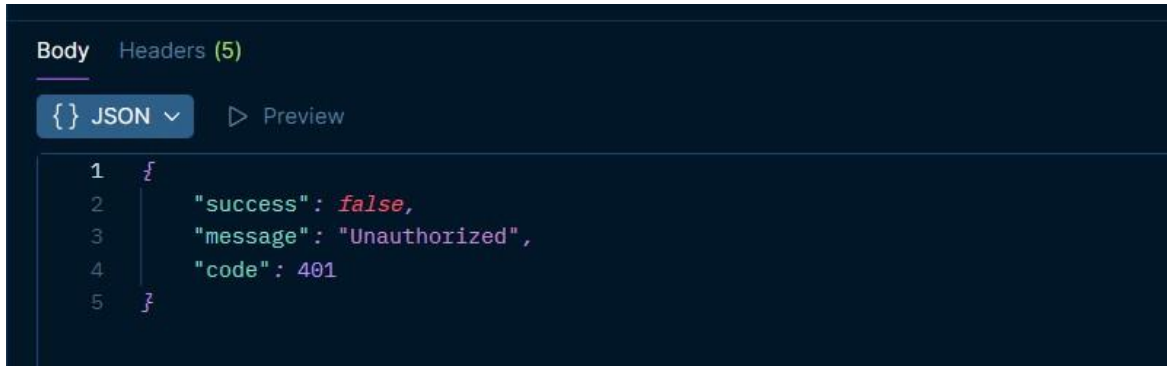 Body Headers (5)
{} JSON Preview
1 {
2 "success": false,
3 "message": "Unauthorized",
4 "code": 401
5 }